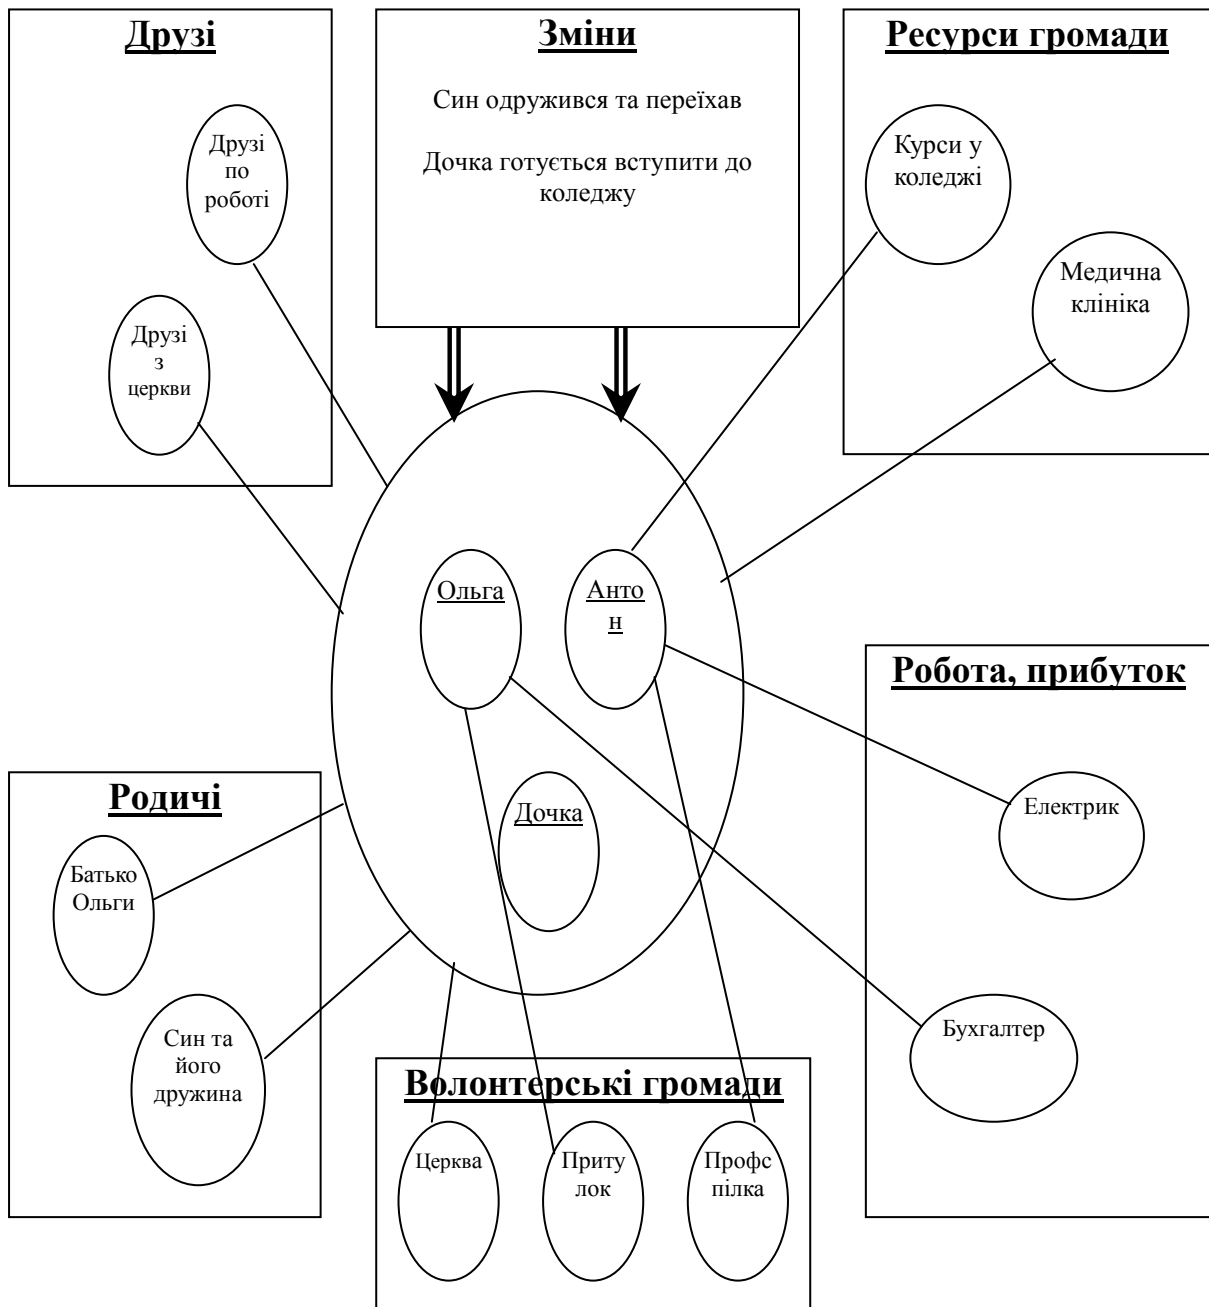 Друзі
Друзі
по
роботі
Друзі
з
церкви
Зміни
Син одружився та переїхав
Дочка готується вступити до
коледжу
Ресурси громади
Курси у
коледжі
Медична
клініка
Ольга
Анто
н
Дочка
Робота, прибуток
Електрик
Бухгалтер
Родичі
Батько
Ольги
Син та
його
дружина
Волонтерські громади
Церква
Приту
лок
Профс
пілка